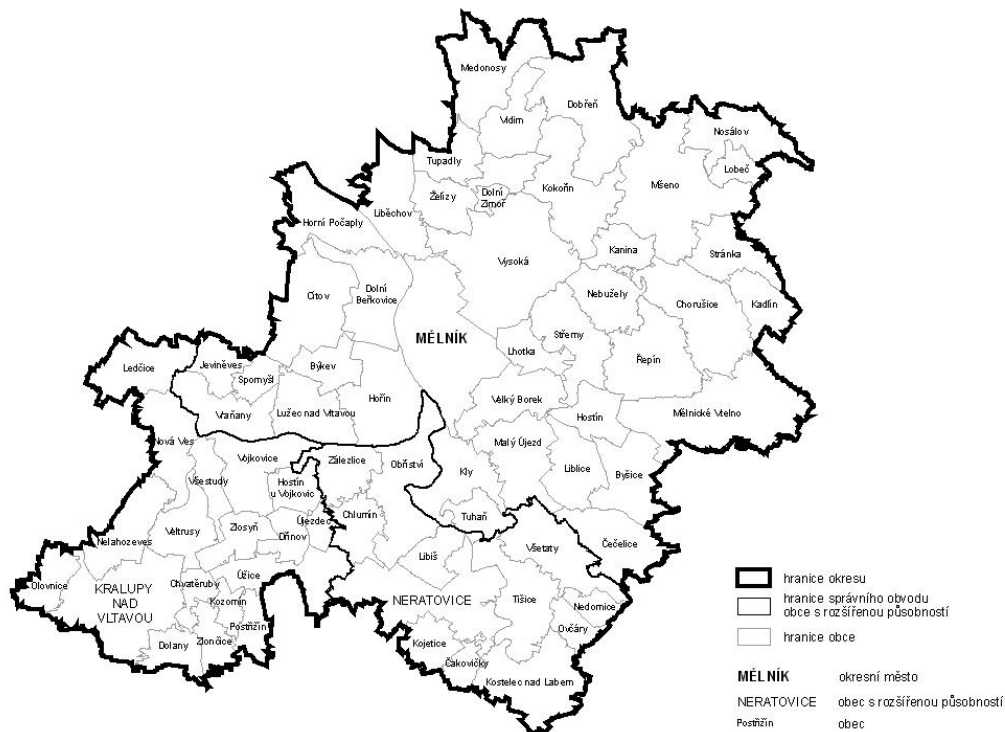 Medonosy
Dobřeň
Vidim
Nosálov
Lobeč
Tupadly
Mšeno
Kokořín
Želízy
Dolní
Zimoř
Liběchov
Horní Počaply
Stránka
Kanina
Vysoká
Kadlín
Nebužely
Chorušice
Cítov
Dolní
Beřkovice
MĚLNÍK
Střemy
Lhotka
Řepín
Ledčice
Jeviněves
Býkev
Spomyšl
Hořín
Velký Borek
Vraňany
Lužec nad Vltavou
Hostín
Mělnické Vtelno
Nová Ves
Malý Újezd
Vojkovice
Zálezlice
Obříství
Kly
Liblice
Byšice
Všestudy
Hostín
u Vojkovic
Chlumín
Tuhaň
Újezdec
Zlosyň
Veltrusy
Dřínov
Čečelice
Nelahozeves
Všetaty
Libiš
Olovnice
Chvatěruby
Úžice
KRALUPY
NAD
VLTAVOU
Kozomín
NERATOVICE
Tišice
Nedomice
Postřižín
Ovčáry
Dolany
Zlončice
Kojetice
Čakovičky
Kostelec nad Labem
hranice okresu
hranice správního obvodu
obce s rozšířenou působností
hranice obce
MĚLNÍK okresní město
NERATOVICE obec s rozšířenou působností
Postřižín obec